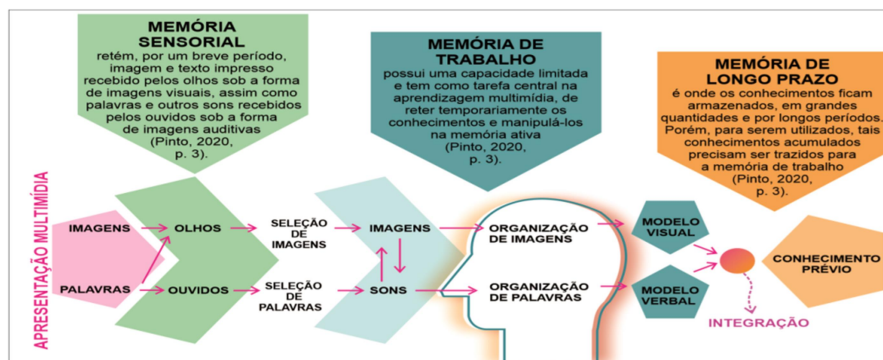 MEMÓRIA
SENSORIAL
retém, por um breve período,
imagem e texto impresso
recebido pelos olhos sob a forma
de imagens visuais, assim como
palavras e outros sons recebidos
pelos ouvidos sob a forma
de imagens auditivas
(Pinto, 2020,
p. 3).
MEMÓRIA DE
TRABALHO
possui uma capacidade limitada
e tem como tarefa central na
aprendizagem multimídia, de
reter temporariamente os
conhecimentos e manipulá-los
na memória ativa
(Pinto, 2020,
p. 3).
MEMÓRIA DE
LONGO PRAZO
é onde os conhecimentos ficam
armazenados, em grandes
quantidades e por longos períodos.
Porém, para serem utilizados, tais
conhecimentos acumulados
precisam ser trazidos para
a memória de trabalho
(Pinto, 2020,
p. 3).
APRESENTAÇÃO MULTIMÍDIA
IMAGENS
PALAVRAS
OLHOS
OUVIDOS
SELEÇÃO
DE
IMAGENS
SELEÇÃO
DE
PALAVRAS
IMAGENS
SONS
ORGANIZAÇÃO
DE IMAGENS
ORGANIZAÇÃO
DE PALAVRAS
MODELO
VISUAL
MODELO
VERBAL
INTEGRAÇÃO
CONHECIMENTO
PRÉVIO